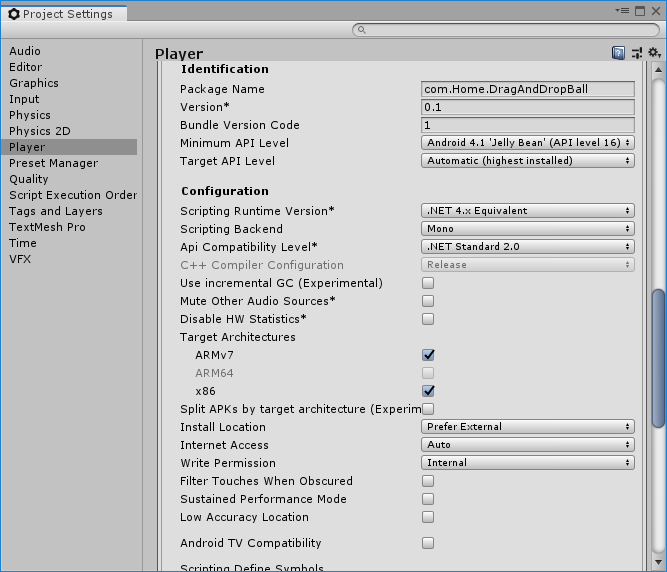 Project Settings
Audio
Editor
Graphics
Input
Physics
Physics 2D
Player
Preset Manager
Quality
Script Execution Order
Tags and Layers
TextMesh Pro
Time
VFX
Player
Identification
Package Name com.Home.DragAndDropBall
Version* 0.1
Bundle Version Code 1
Minimum API Level Android 4.1 'Jelly Bean' (API level 16)
Target API Level Automatic (highest installed)
Configuration
Scripting Runtime Version* .NET 4.x Equivalent
Scripting Backend Mono
Api Compatibility Level* .NET Standard 2.0
C++ Compiler Configuration Release
Use incremental GC (Experimental)
Mute Other Audio Sources*
Disable HW Statistics*
Target Architectures
ARMv7
ARM64
x86
Split APKs by target architecture (Experim
Install Location Prefer External
Internet Access Auto
Write Permission Internal
Filter Touches When Obscured
Sustained Performance Mode
Low Accuracy Location
Android TV Compatibility
Scripting Define Symbols